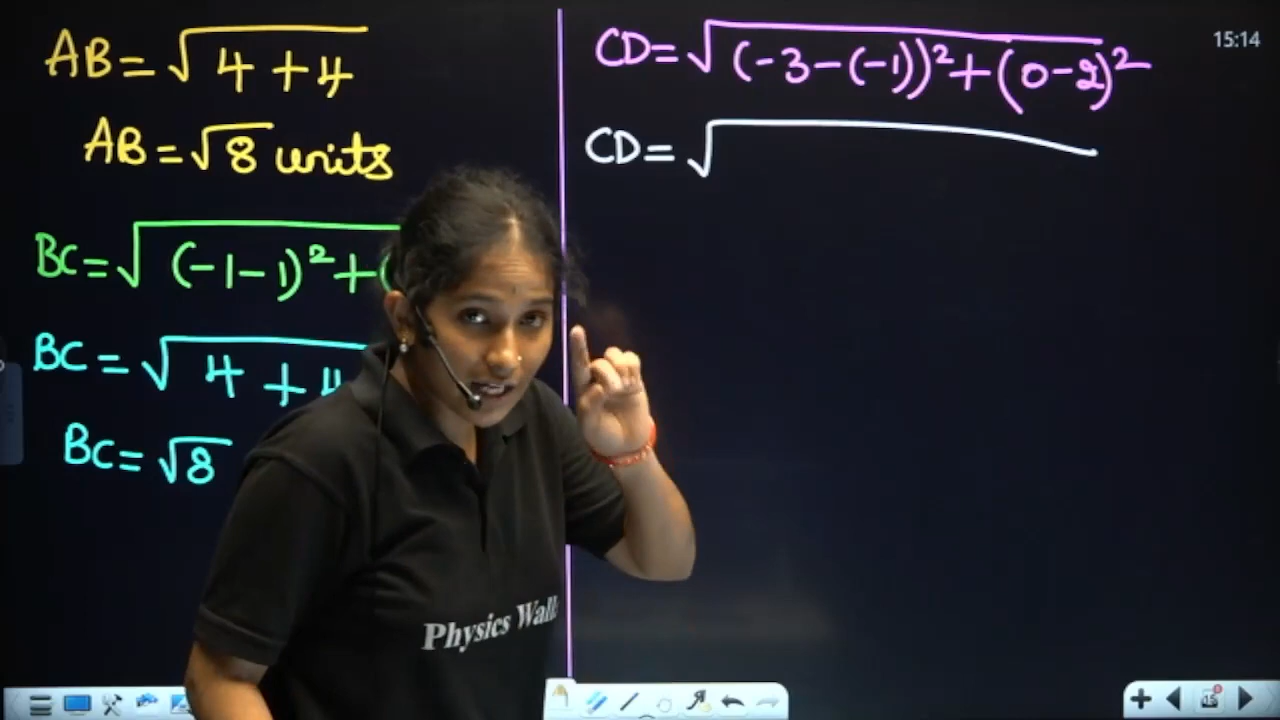 AB = √4 + 4
AB = √8 units
BC = √(-1-1)² + (
BC = √4 + 4
BC = √8
CD = √(-3-(-1))² + (0-2)²
CD = √
15:14
Physics Wall